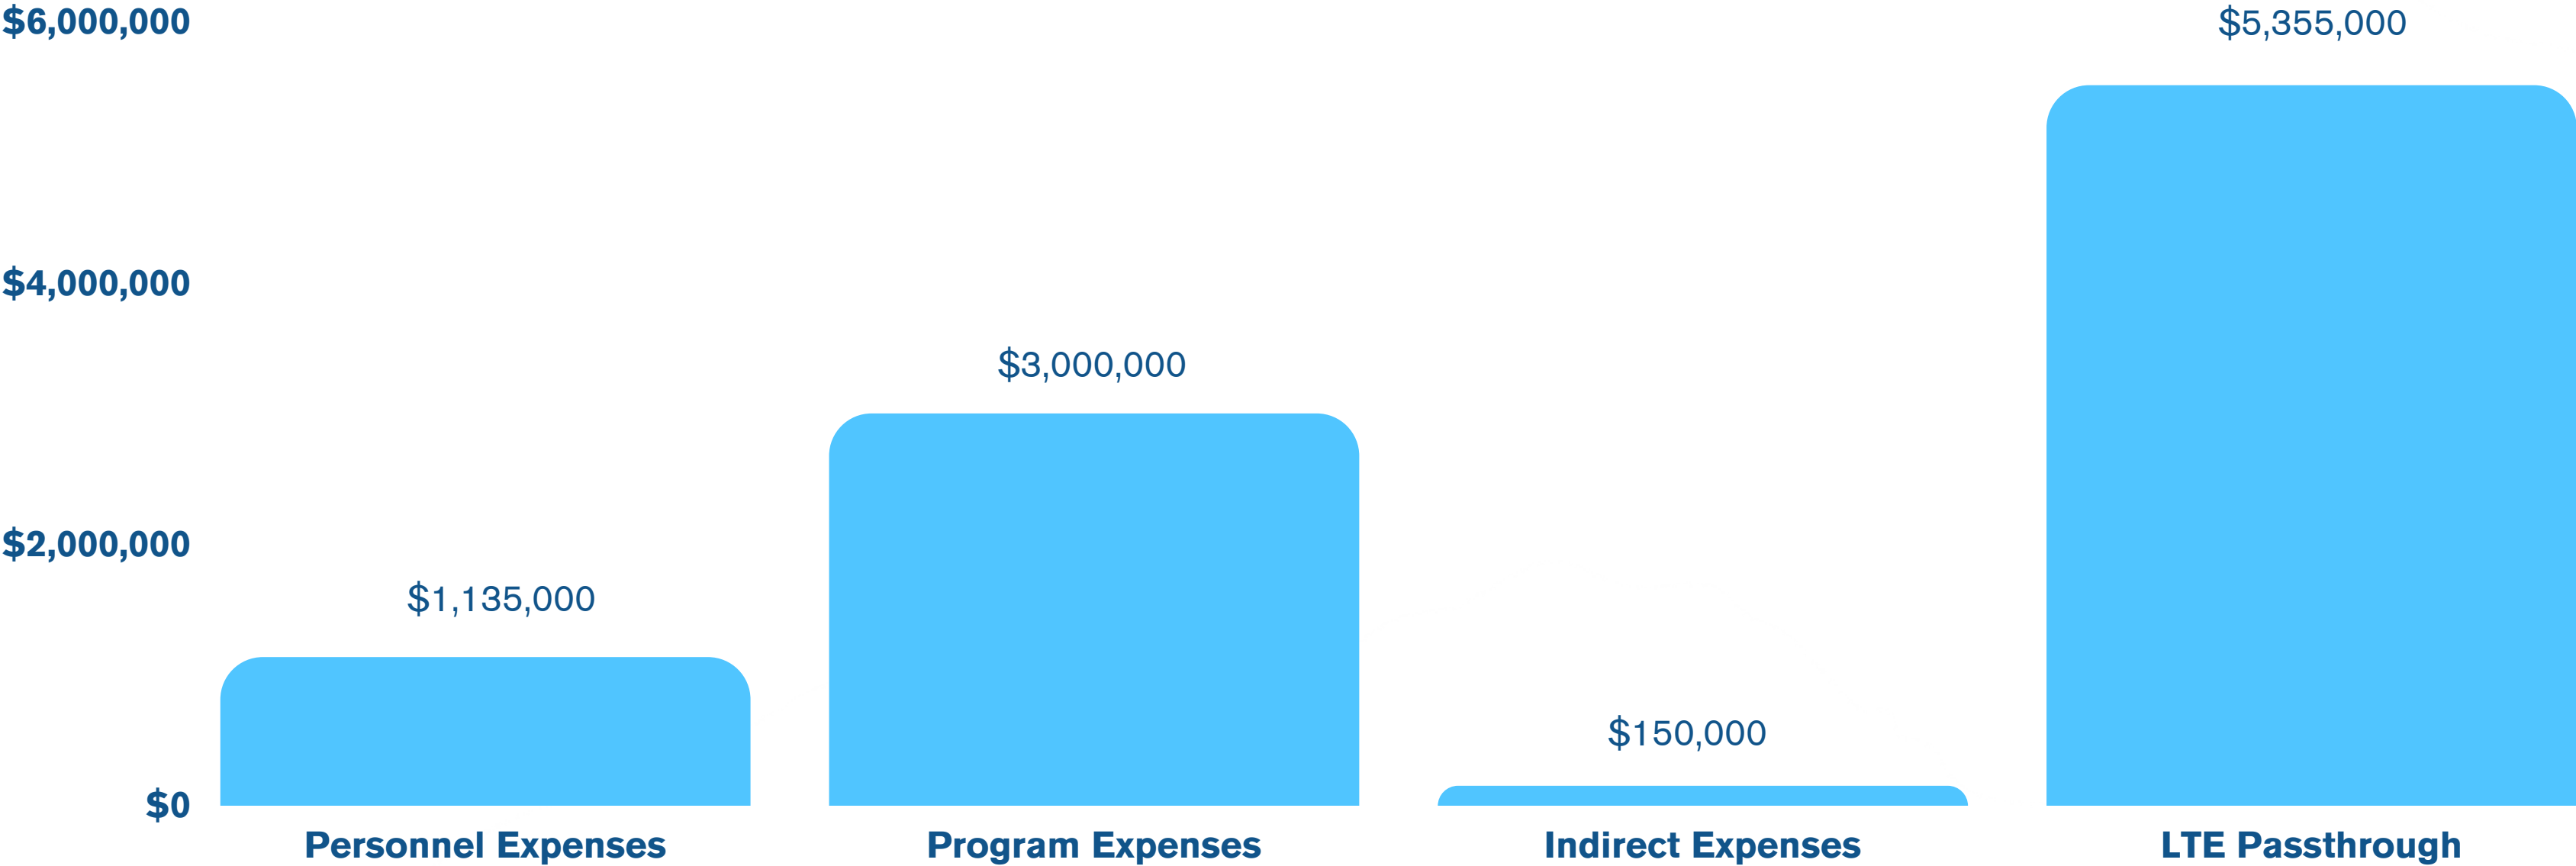 $6,000,000
$5,355,000
$4,000,000
$3,000,000
$2,000,000
$1,135,000
$150,000
$0
Personnel Expenses
Program Expenses
Indirect Expenses
LTE Passthrough